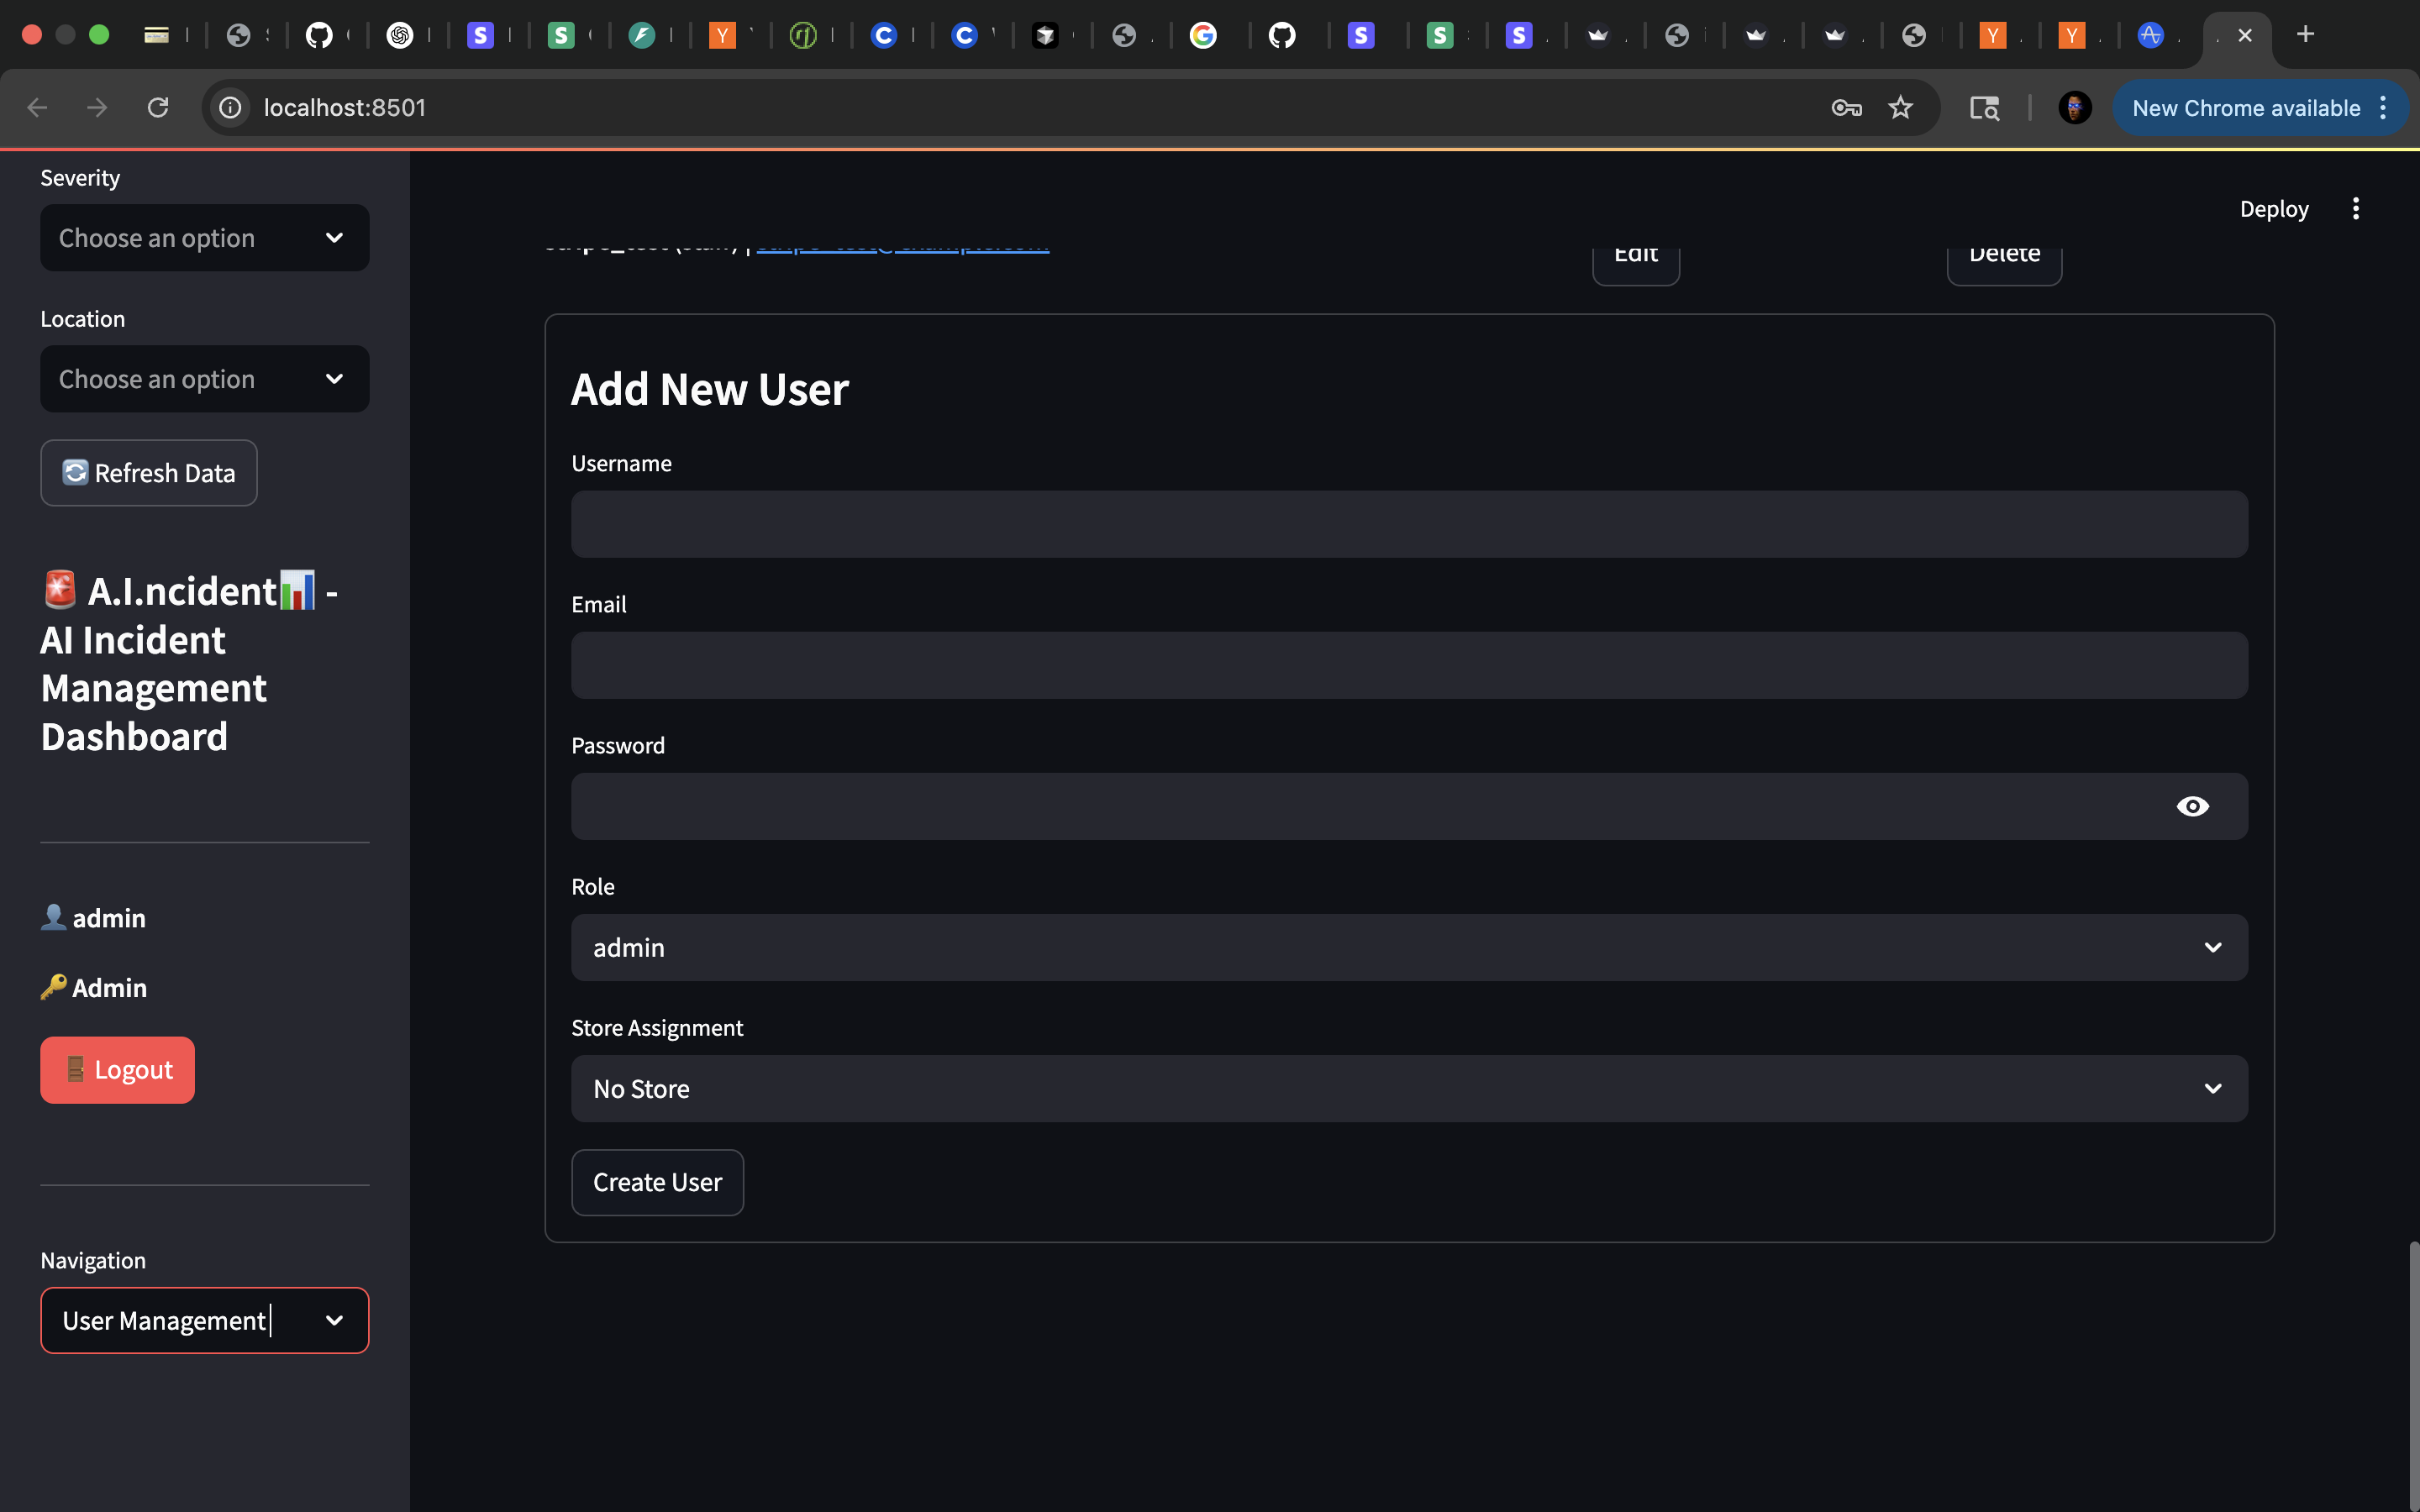 localhost:8501
New Chrome available
Severity
Choose an option
Location
Choose an option
Refresh Data
A.I.ncident - AI Incident Management Dashboard
admin
Admin
Logout
Navigation
User Management
Deploy
Edit
Delete
Add New User
Username
Email
Password
Role
admin
Store Assignment
No Store
Create User